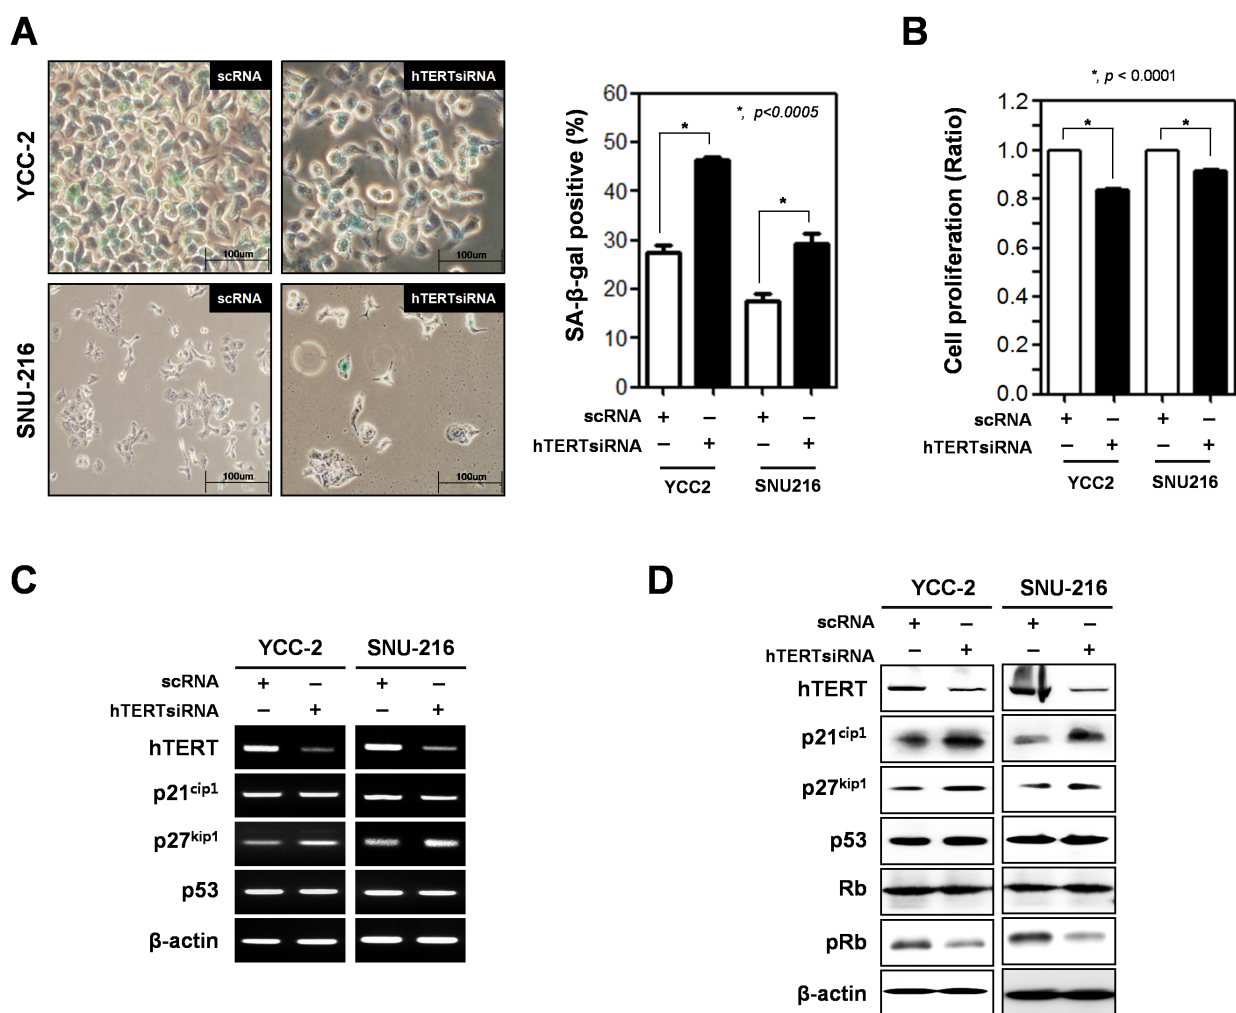 A
YCC-2
scRNA
100um
hTERTsiRNA
100um
SNU-216
scRNA
100um
hTERTsiRNA
100um
SA-β-gal positive (%)
60
50
40
30
20
10
0
*, p<0.0005
*
*
scRNA + – + –
hTERTsiRNA – + – +
YCC2 SNU216
B
*, p < 0.0001
Cell proliferation (Ratio)
1.2
1.0
0.8
0.6
0.4
0.2
0.0
*
*
scRNA + – + –
hTERTsiRNA – + – +
YCC2 SNU216
C
YCC-2 SNU-216
scRNA + – + –
hTERTsiRNA – + – +
hTERT
p21cip1
p27kip1
p53
β-actin
D
YCC-2 SNU-216
scRNA + – + –
hTERTsiRNA – + – +
hTERT
p21cip1
p27kip1
p53
Rb
pRb
β-actin